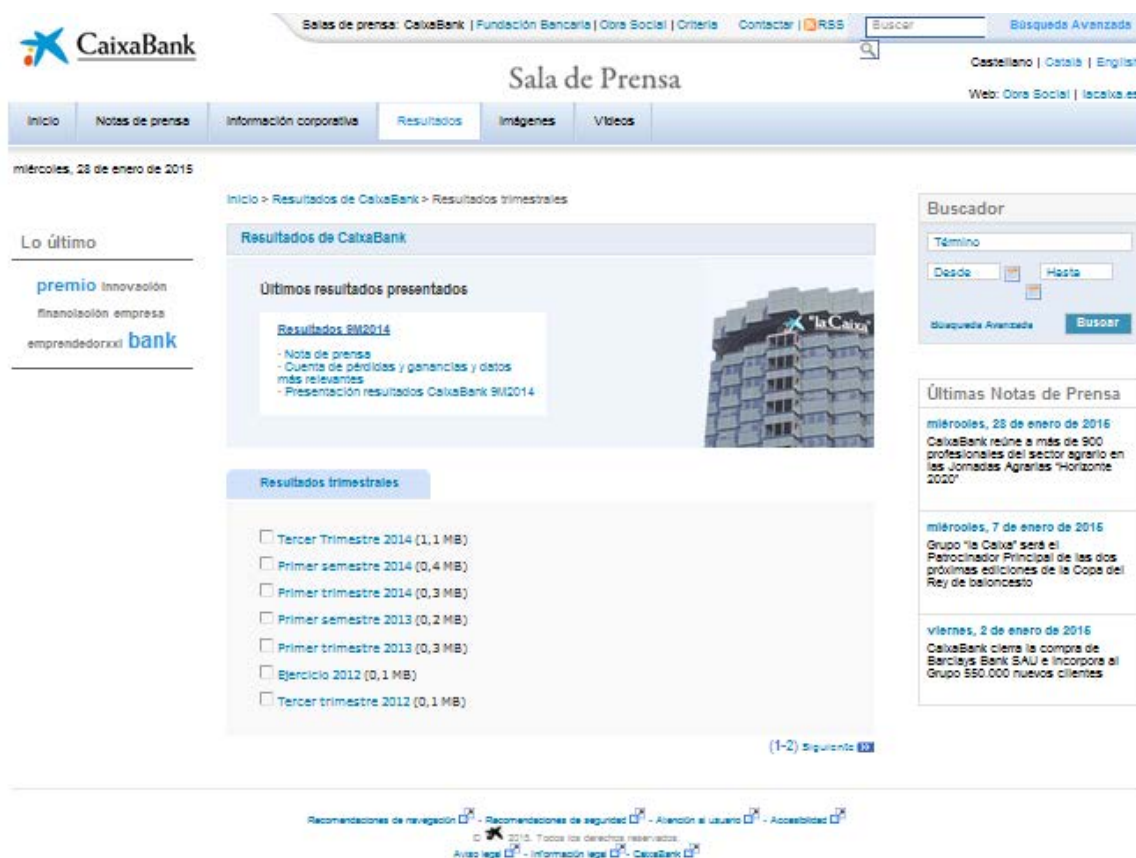 CaixaBank
Salas de prensa: CaixaBank | Fundación Bancaria | Obra Social | Criteria Contactar | RSS Buscar Búsqueda Avanzada
Castellano | Català | English
Sala de Prensa
Web: Obra Social | lacaixa.es
Inicio Notas de prensa Información corporativa Resultados Imágenes Vídeos
miércoles, 28 de enero de 2015
Inicio > Resultados de CaixaBank > Resultados trimestrales
Lo último
premio innovación
financiación empresa
emprendedorxxi bank
Resultados de CaixaBank
Últimos resultados presentados
Resultados 9M2014
- Nota de prensa
- Cuenta de pérdidas y ganancias y datos
más relevantes
- Presentación resultados CaixaBank 9M2014
"la Caixa"
Resultados trimestrales
Tercer Trimestre 2014 (1,1 MB)
Primer semestre 2014 (0,4 MB)
Primer trimestre 2014 (0,3 MB)
Primer semestre 2013 (0,2 MB)
Primer trimestre 2013 (0,3 MB)
Ejercicio 2012 (0,1 MB)
Tercer trimestre 2012 (0,1 MB)
(1-2) Siguiente
Buscador
Término
Desde Hasta
Búsqueda Avanzada Buscar
Últimas Notas de Prensa
miércoles, 28 de enero de 2015
CaixaBank reúne a más de 900
profesionales del sector agrario en
las Jornadas Agrarias "Horizonte
2020"
miércoles, 7 de enero de 2015
Grupo "la Caixa" será el
Patrocinador Principal de las dos
próximas ediciones de la Copa del
Rey de baloncesto
viernes, 2 de enero de 2015
CaixaBank cierra la compra de
Barclays Bank SAU e incorpora al
Grupo 550.000 nuevos clientes
Recomendaciones de navegación - Recomendaciones de seguridad - Atención al usuario - Accesibilidad
© 2015. Todos los derechos reservados.
Aviso legal - Información legal - CaixaBank